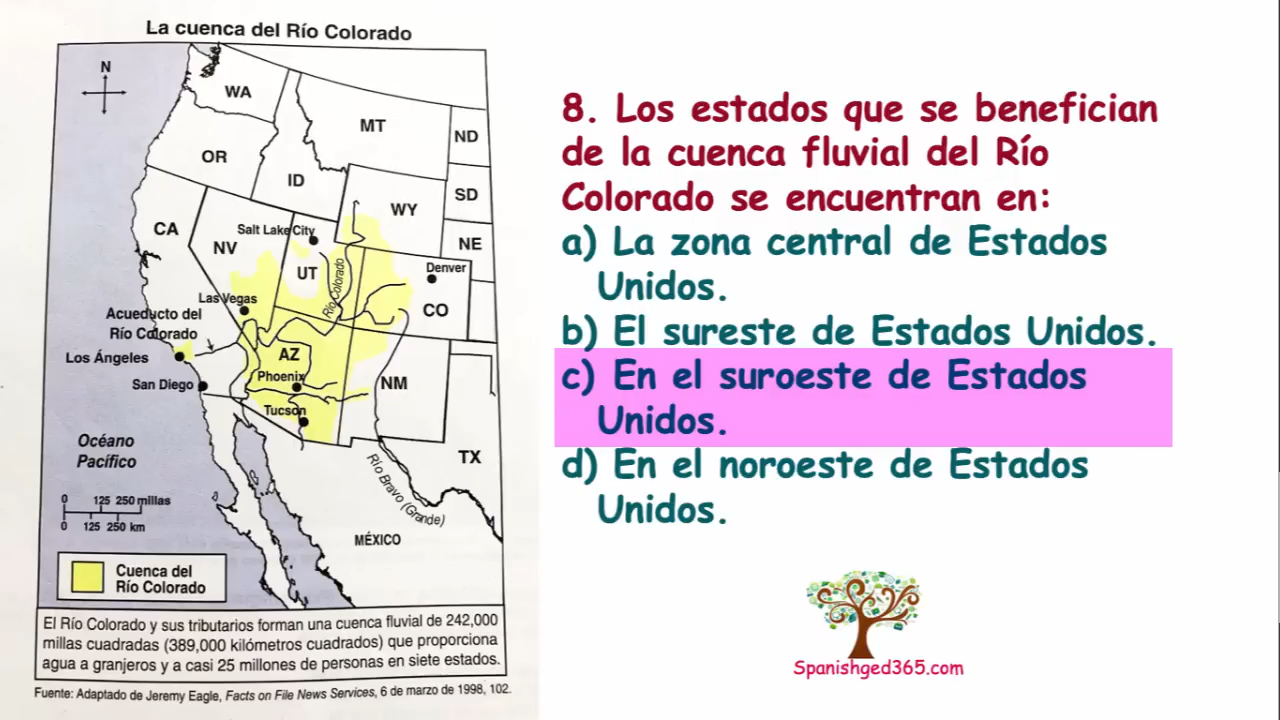 La cuenca del Río Colorado
N
WA
MT
ND
OR
ID
SD
WY
CA
NV
Salt Lake City
NE
UT
Denver
Río Colorado
Las Vegas
CO
Acueducto del
Río Colorado
Los Ángeles
AZ
Phoenix
NM
San Diego
Tucson
Océano
Pacífico
TX
Río Bravo (Grande)
0 125 250 millas
0 125 250 km
MÉXICO
Cuenca del
Río Colorado
El Río Colorado y sus tributarios forman una cuenca fluvial de 242,000
millas cuadradas (389,000 kilómetros cuadrados) que proporciona
agua a granjeros y a casi 25 millones de personas en siete estados.
Fuente: Adaptado de Jeremy Eagle, Facts on File News Services, 6 de marzo de 1998, 102.
8. Los estados que se benefician
de la cuenca fluvial del Río
Colorado se encuentran en:
a) La zona central de Estados
Unidos.
b) El sureste de Estados Unidos.
c) En el suroeste de Estados
Unidos.
d) En el noroeste de Estados
Unidos.
Spanishged365.com